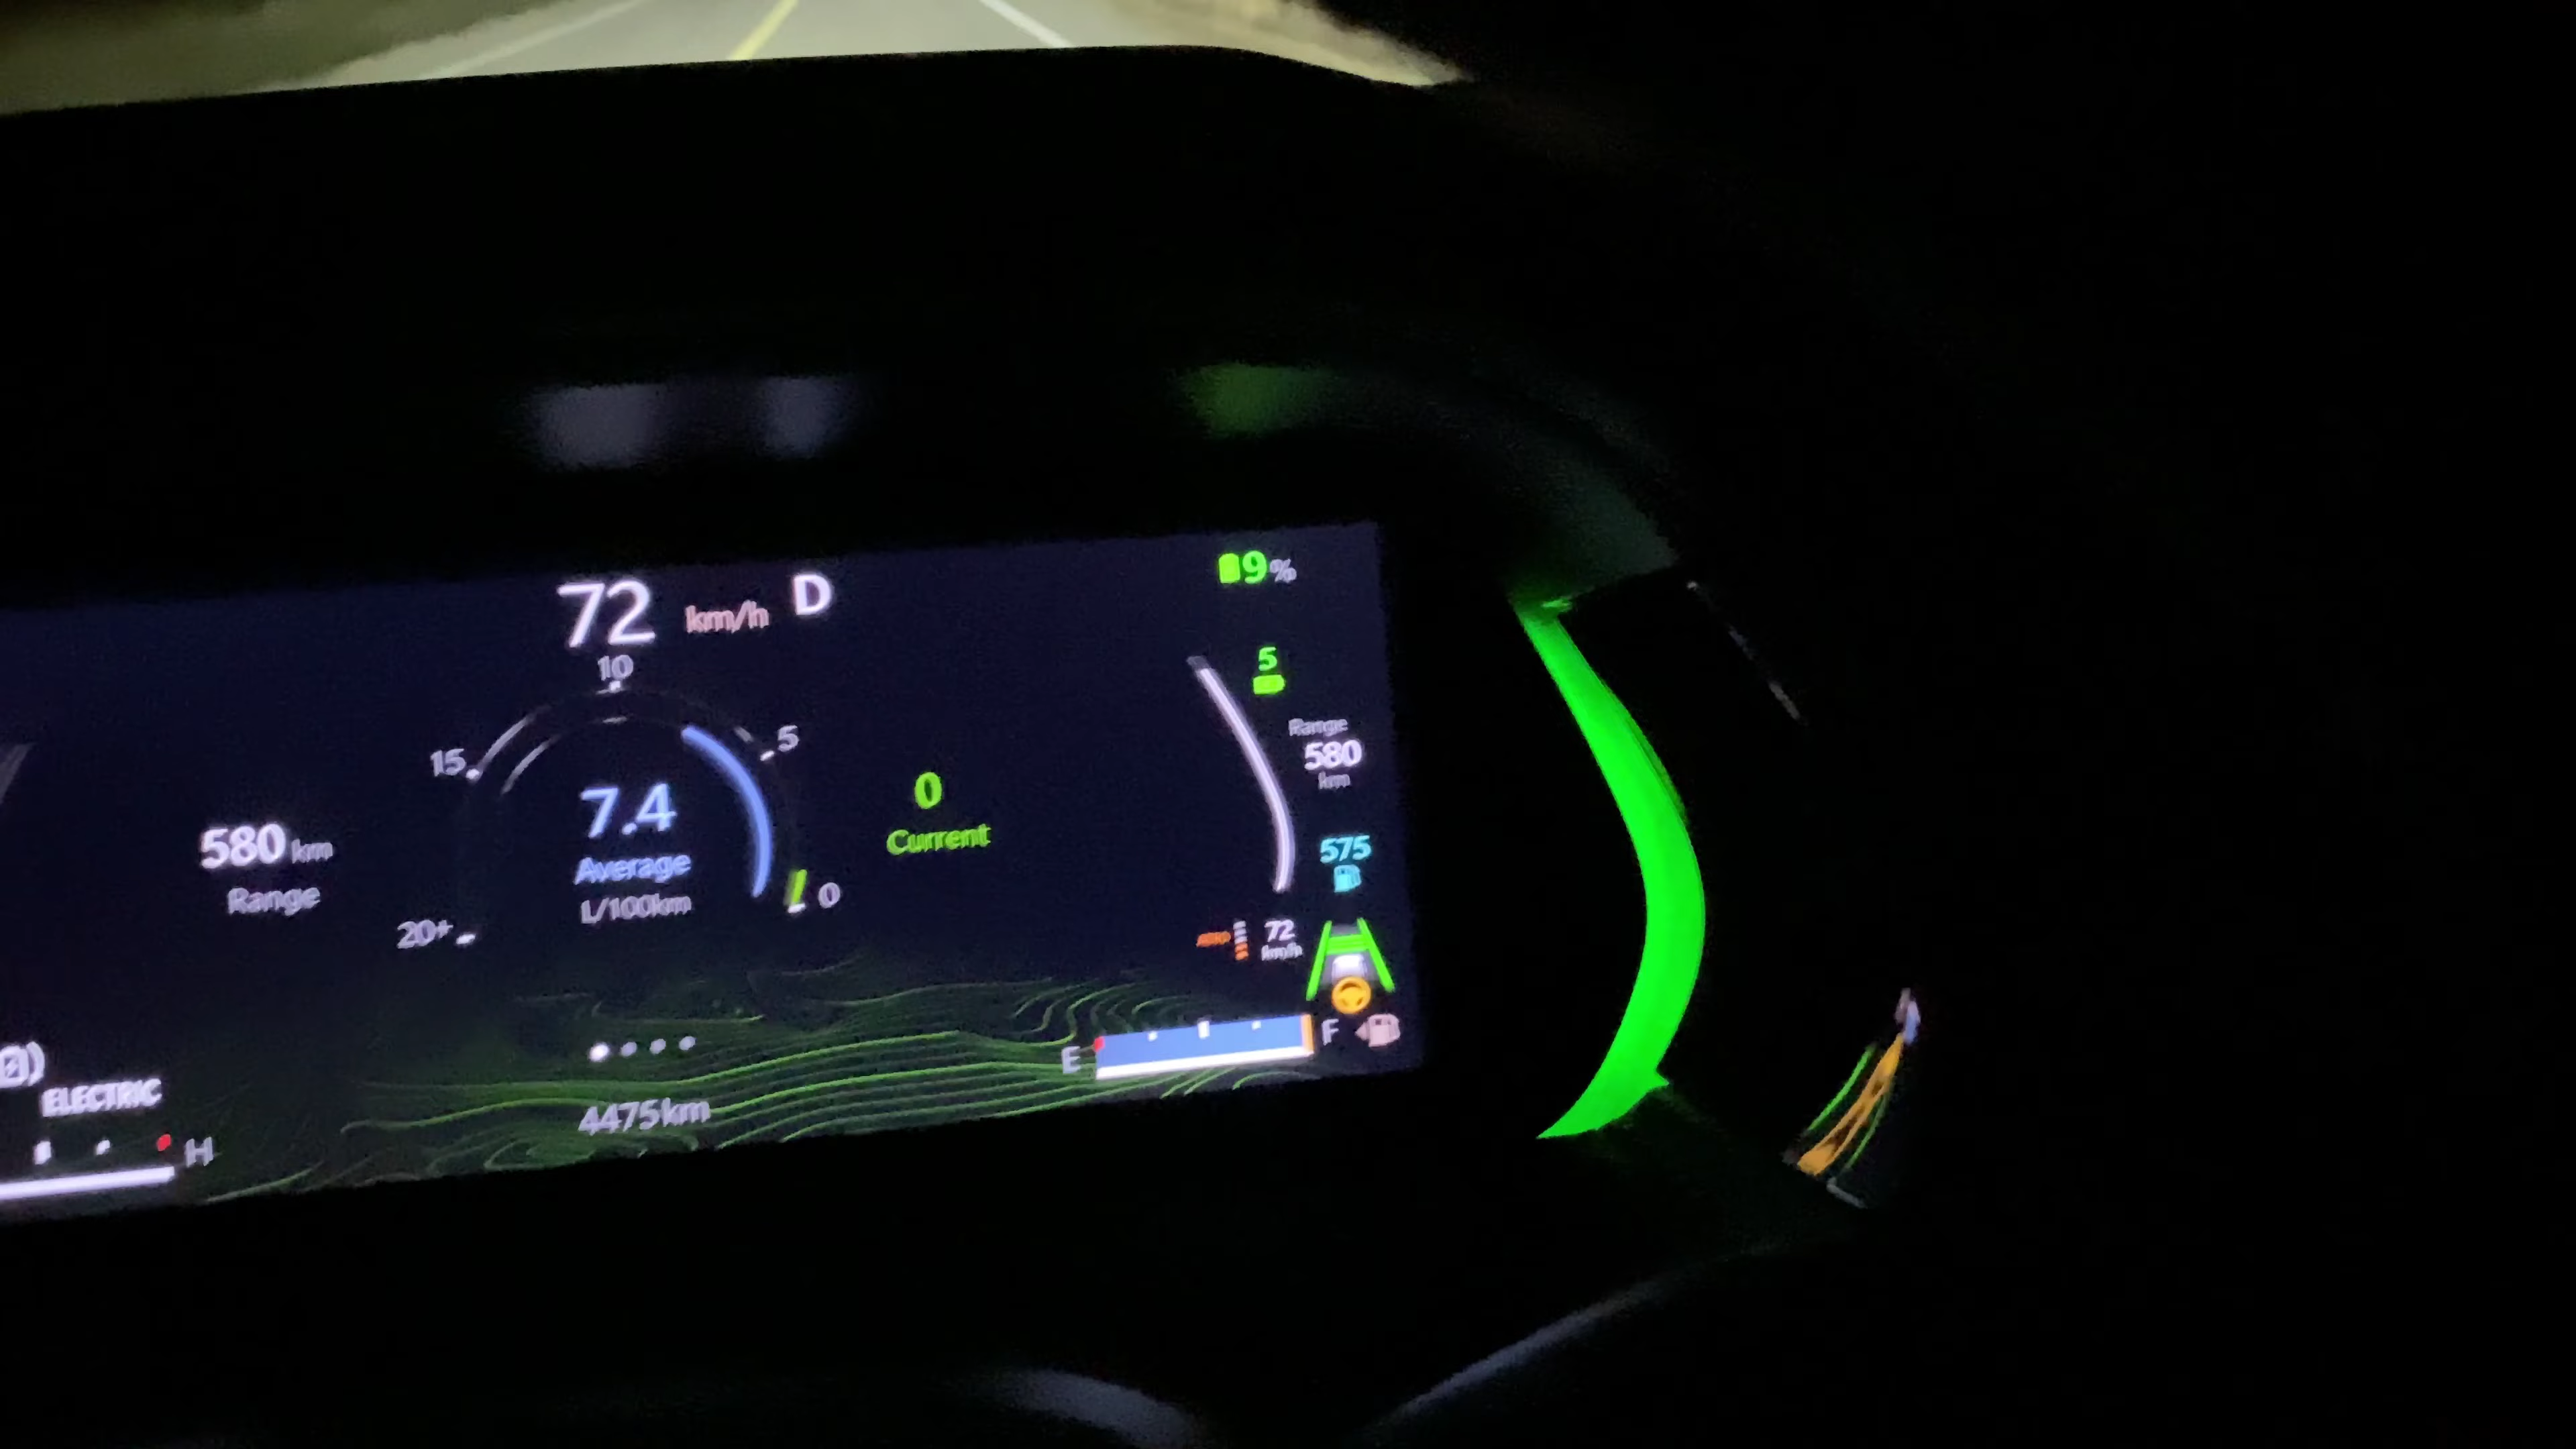 72 km/h D
9%
10
5
15
5
Range
580
km
7.4
0
580 km
Average
Current
575
Range
L/100km
0
20+
72
km/h
E
F
ELECTRIC
H
4475km